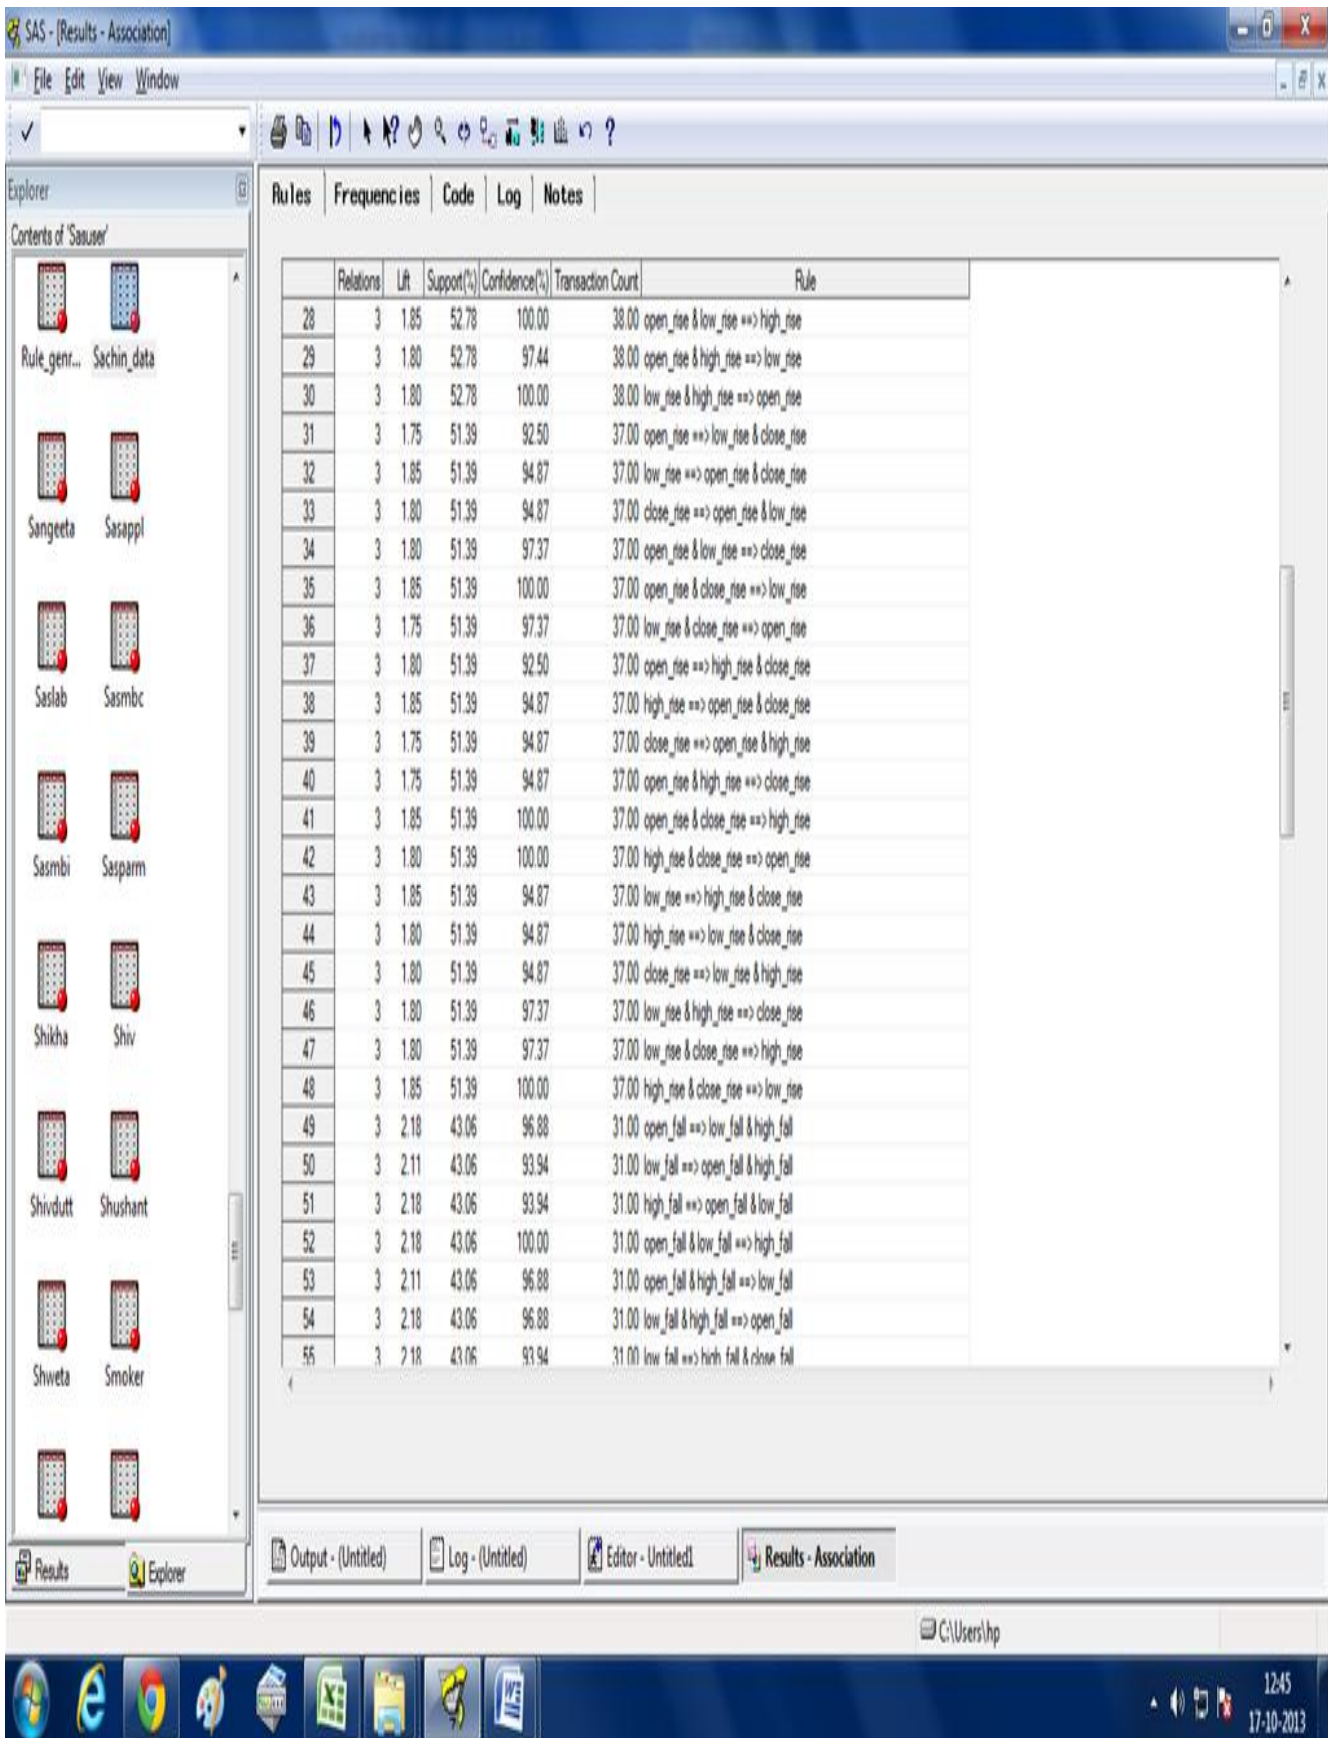 SAS - [Results - Association]
File Edit View Window
Explorer
Contents of 'Sasuser'
Rule_genr... Sachin_data
Sangeeta Sasappl
Saslab Sasmbc
Sasmbi Sasparm
Shikha Shiv
Shivdutt Shushant
Shweta Smoker
Results Explorer
Rules Frequencies Code Log Notes
Relations Lift Support(%) Confidence(%) Transaction Count Rule
28 3 1.85 52.78 100.00 38.00 open_rise & low_rise ==> high_rise
29 3 1.80 52.78 97.44 38.00 open_rise & high_rise ==> low_rise
30 3 1.80 52.78 100.00 38.00 low_rise & high_rise ==> open_rise
31 3 1.75 51.39 92.50 37.00 open_rise ==> low_rise & close_rise
32 3 1.85 51.39 94.87 37.00 low_rise ==> open_rise & close_rise
33 3 1.80 51.39 94.87 37.00 close_rise ==> open_rise & low_rise
34 3 1.80 51.39 97.37 37.00 open_rise & low_rise ==> close_rise
35 3 1.85 51.39 100.00 37.00 open_rise & close_rise ==> low_rise
36 3 1.75 51.39 97.37 37.00 low_rise & close_rise ==> open_rise
37 3 1.80 51.39 92.50 37.00 open_rise ==> high_rise & close_rise
38 3 1.85 51.39 94.87 37.00 high_rise ==> open_rise & close_rise
39 3 1.75 51.39 94.87 37.00 close_rise ==> open_rise & high_rise
40 3 1.75 51.39 94.87 37.00 open_rise & high_rise ==> close_rise
41 3 1.85 51.39 100.00 37.00 open_rise & close_rise ==> high_rise
42 3 1.80 51.39 100.00 37.00 high_rise & close_rise ==> open_rise
43 3 1.85 51.39 94.87 37.00 low_rise ==> high_rise & close_rise
44 3 1.80 51.39 94.87 37.00 high_rise ==> low_rise & close_rise
45 3 1.80 51.39 94.87 37.00 close_rise ==> low_rise & high_rise
46 3 1.80 51.39 97.37 37.00 low_rise & high_rise ==> close_rise
47 3 1.80 51.39 97.37 37.00 low_rise & close_rise ==> high_rise
48 3 1.85 51.39 100.00 37.00 high_rise & close_rise ==> low_rise
49 3 2.18 43.06 96.88 31.00 open_fall ==> low_fall & high_fall
50 3 2.11 43.06 93.94 31.00 low_fall ==> open_fall & high_fall
51 3 2.18 43.06 93.94 31.00 high_fall ==> open_fall & low_fall
52 3 2.18 43.06 100.00 31.00 open_fall & low_fall ==> high_fall
53 3 2.11 43.06 96.88 31.00 open_fall & high_fall ==> low_fall
54 3 2.18 43.06 96.88 31.00 low_fall & high_fall ==> open_fall
55 3 2.18 43.06 93.94 31.00 low_fall ==> high_fall & close_fall
Output - (Untitled) Log - (Untitled) Editor - Untitled1 Results - Association
C:\Users\hp
12:45
17-10-2013